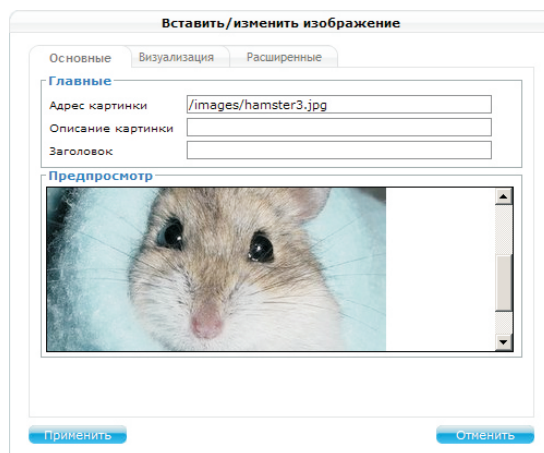 Вставить/изменить изображение
Основные Визуализация Расширенные
Главные
Адрес картинки /images/hamster3.jpg
Описание картинки
Заголовок
Предпросмотр
Применить Отменить